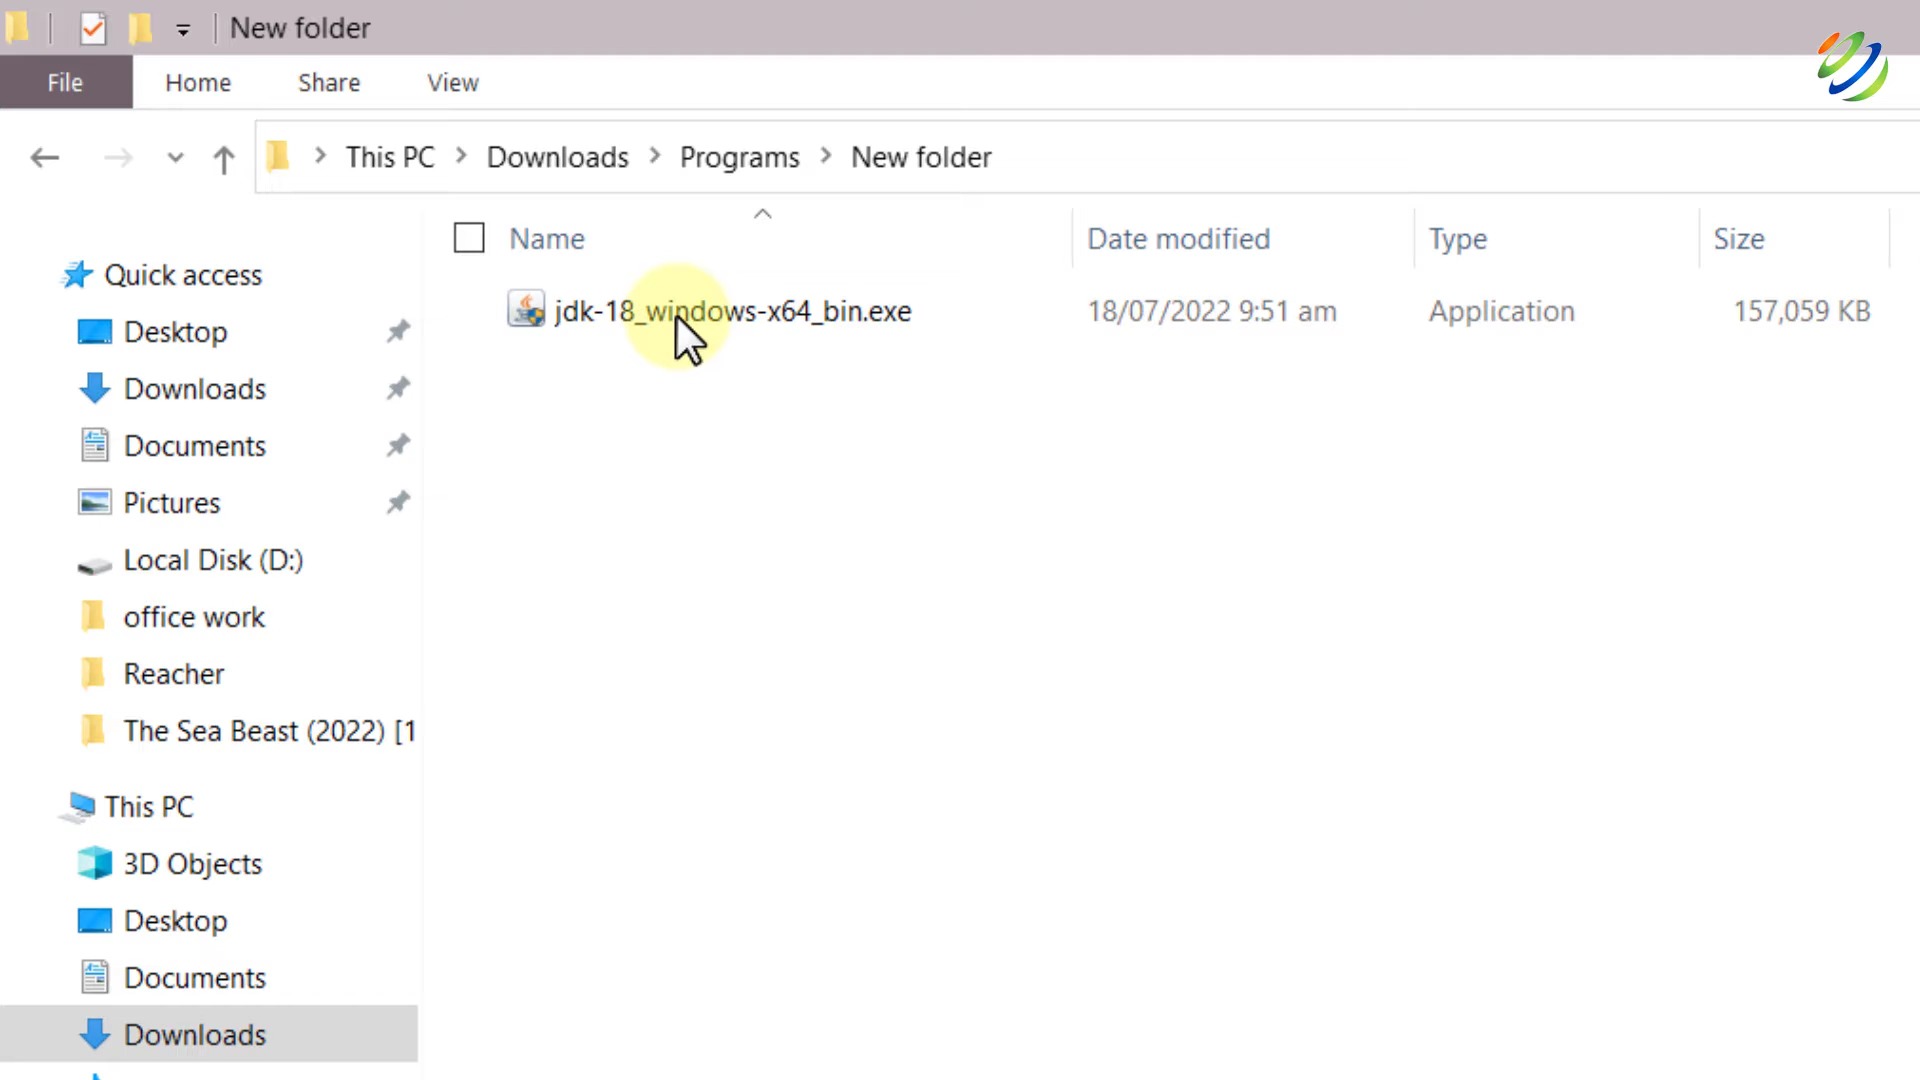 New folder
File Home Share View
This PC Downloads Programs New folder
Name Date modified Type Size
jdk-18_windows-x64_bin.exe 18/07/2022 9:51 am Application 157,059 KB
Quick access
Desktop
Downloads
Documents
Pictures
Local Disk (D:)
office work
Reacher
The Sea Beast (2022) [1
This PC
3D Objects
Desktop
Documents
Downloads